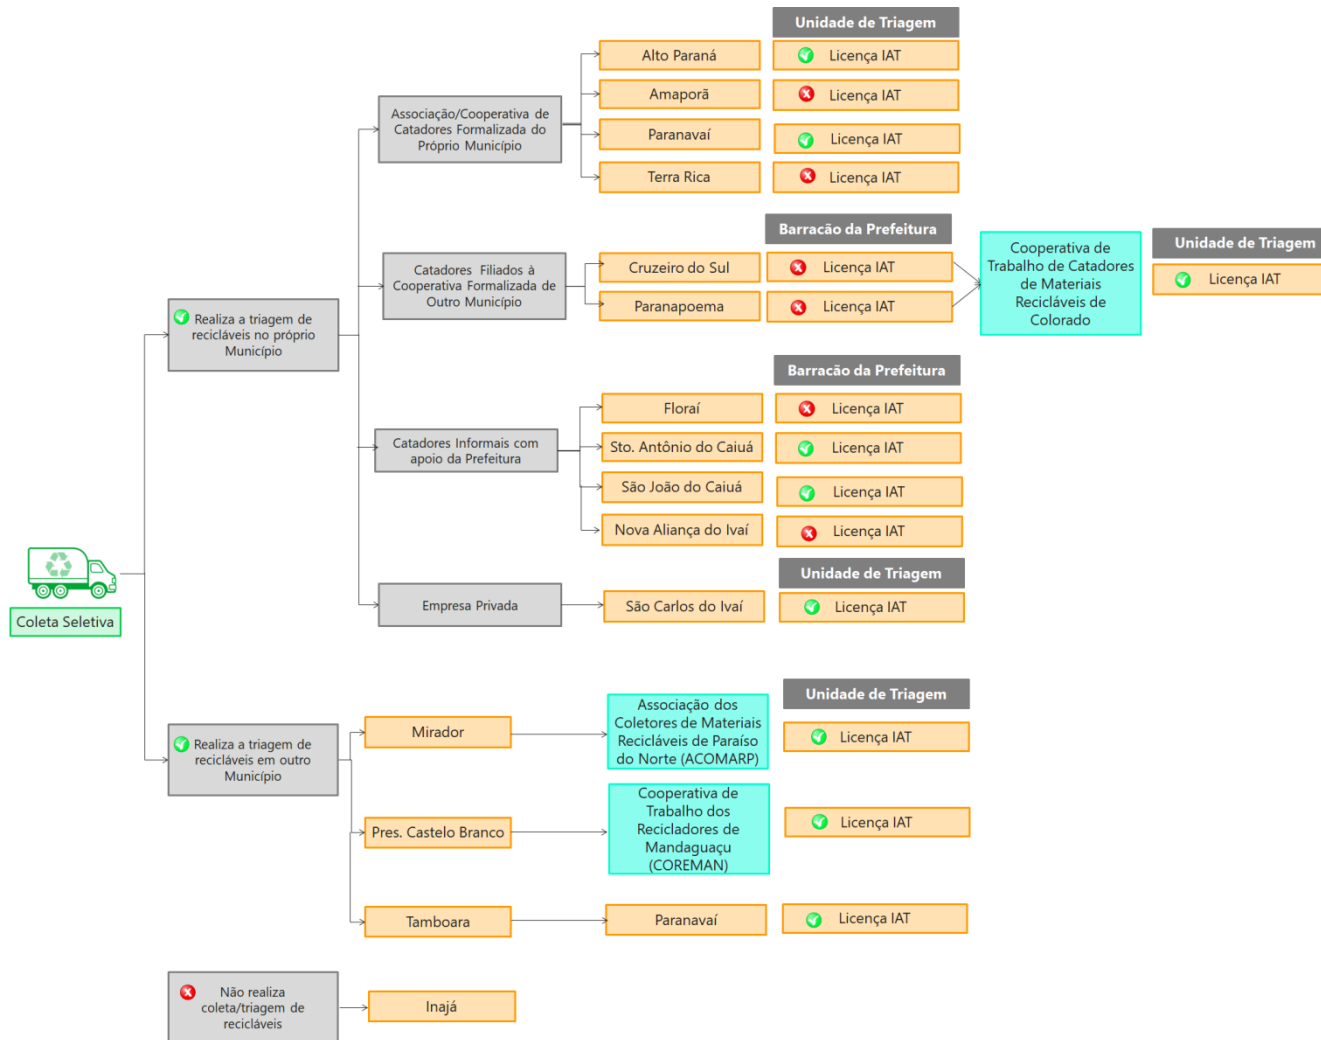 Unidade de Triagem
Alto Paraná
Licença IAT
Amaporã
Licença IAT
Associação/Cooperativa de
Catadores Formalizada do
Próprio Município
Paranavaí
Licença IAT
Terra Rica
Licença IAT
Barracão da Prefeitura
Catadores Filiados à
Cooperativa Formalizada de
Outro Município
Cruzeiro do Sul
Licença IAT
Paranapoema
Licença IAT
Cooperativa de
Trabalho de Catadores
de Materiais
Recicláveis de
Colorado
Unidade de Triagem
Licença IAT
Realiza a triagem de
recicláveis no próprio
Município
Barracão da Prefeitura
Floraí
Licença IAT
Catadores Informais com
apoio da Prefeitura
Sto. Antônio do Caiuá
Licença IAT
São João do Caiuá
Licença IAT
Nova Aliança do Ivaí
Licença IAT
Unidade de Triagem
Empresa Privada
São Carlos do Ivaí
Licença IAT
Coleta Seletiva
Unidade de Triagem
Realiza a triagem de
recicláveis em outro
Município
Mirador
Associação dos
Coletores de Materiais
Recicláveis de Paraíso
do Norte (ACOMARP)
Licença IAT
Pres. Castelo Branco
Cooperativa de
Trabalho dos
Recicladores de
Mandaguaçu
(COREMAN)
Licença IAT
Tamboara
Paranavaí
Licença IAT
Não realiza
coleta/triagem de
recicláveis
Inajá